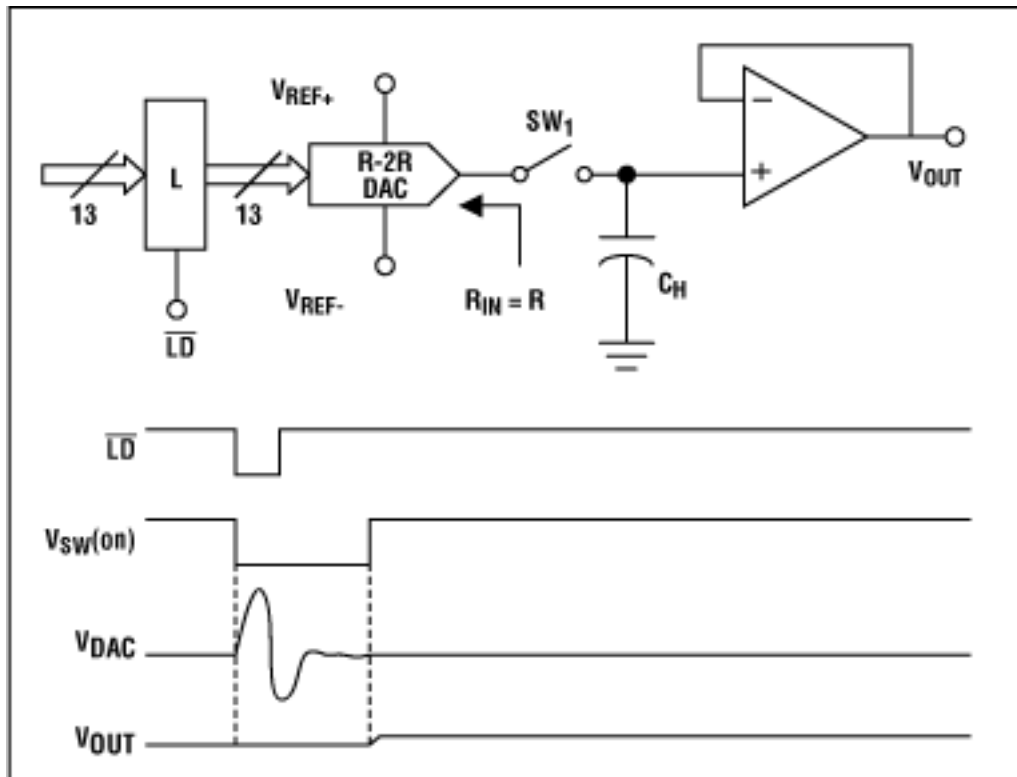 VREF+
SW1
L
R-2R
DAC
−
+
VOUT
13
13
VREF-
RIN = R
CH
LD
LD
VSW(on)
VDAC
VOUT